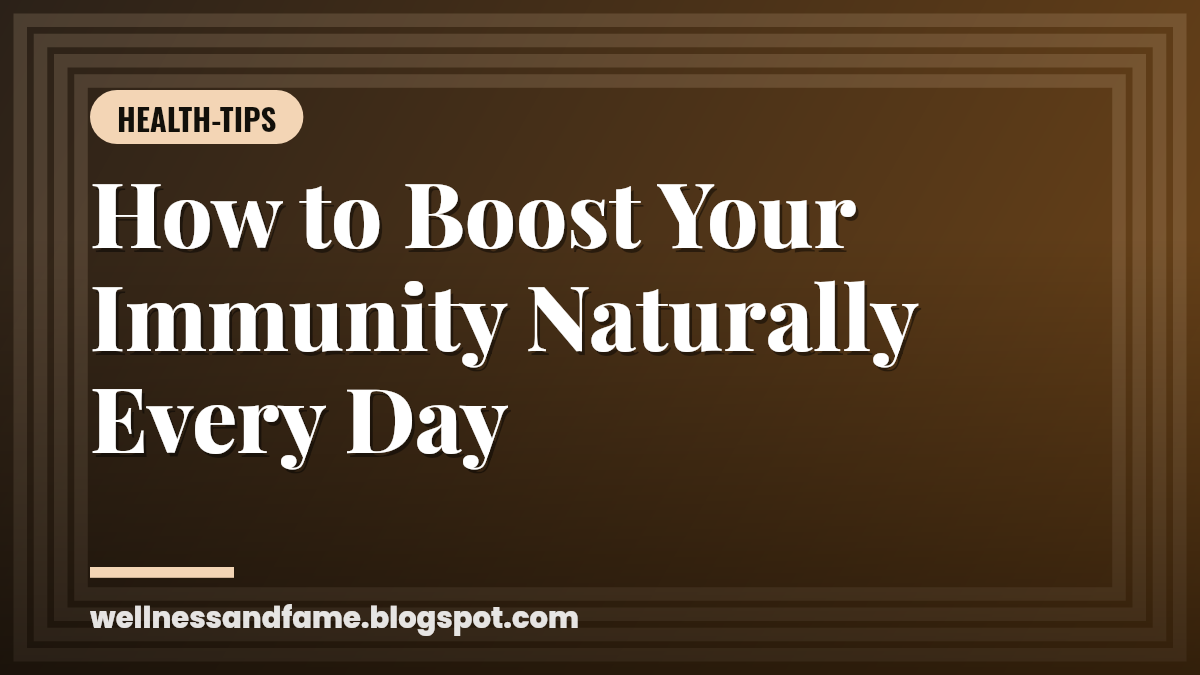 HEALTH-TIPS
How to Boost Your
Immunity Naturally
Every Day
wellnessandfame.blogspot.com